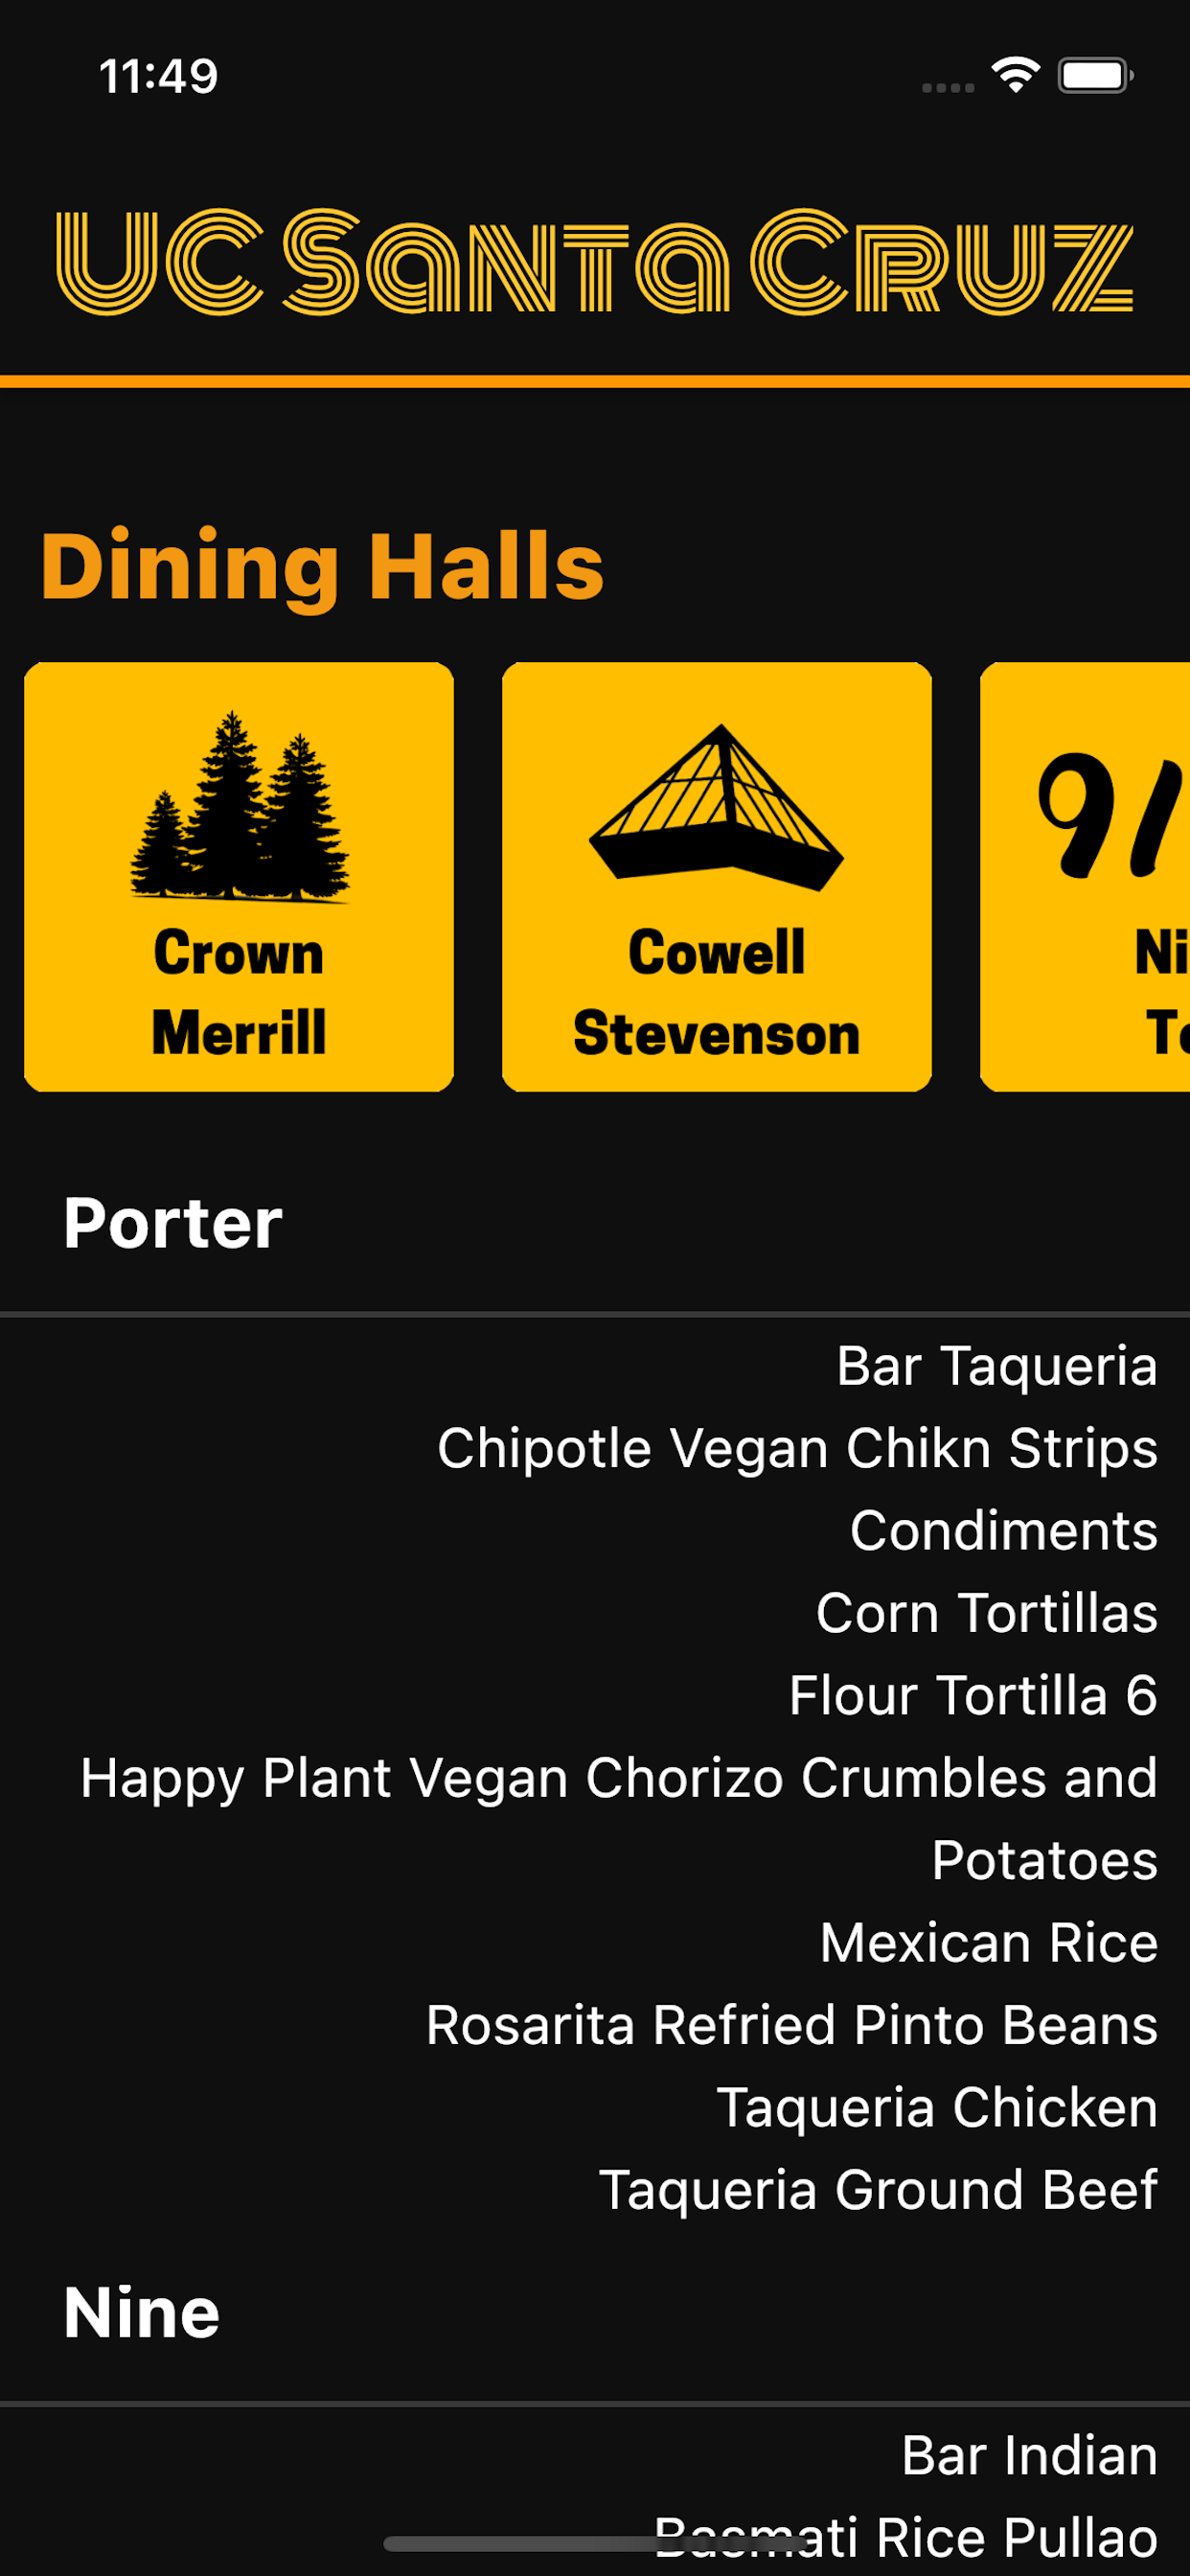 11:49
UC Santa Cruz
Dining Halls
Crown
Merrill
Cowell
Stevenson
9/
Porter
Bar Taqueria
Chipotle Vegan Chikn Strips
Condiments
Corn Tortillas
Flour Tortilla 6
Happy Plant Vegan Chorizo Crumbles and
Potatoes
Mexican Rice
Rosarita Refried Pinto Beans
Taqueria Chicken
Taqueria Ground Beef
Nine
Bar Indian
Basmati Rice Pullao